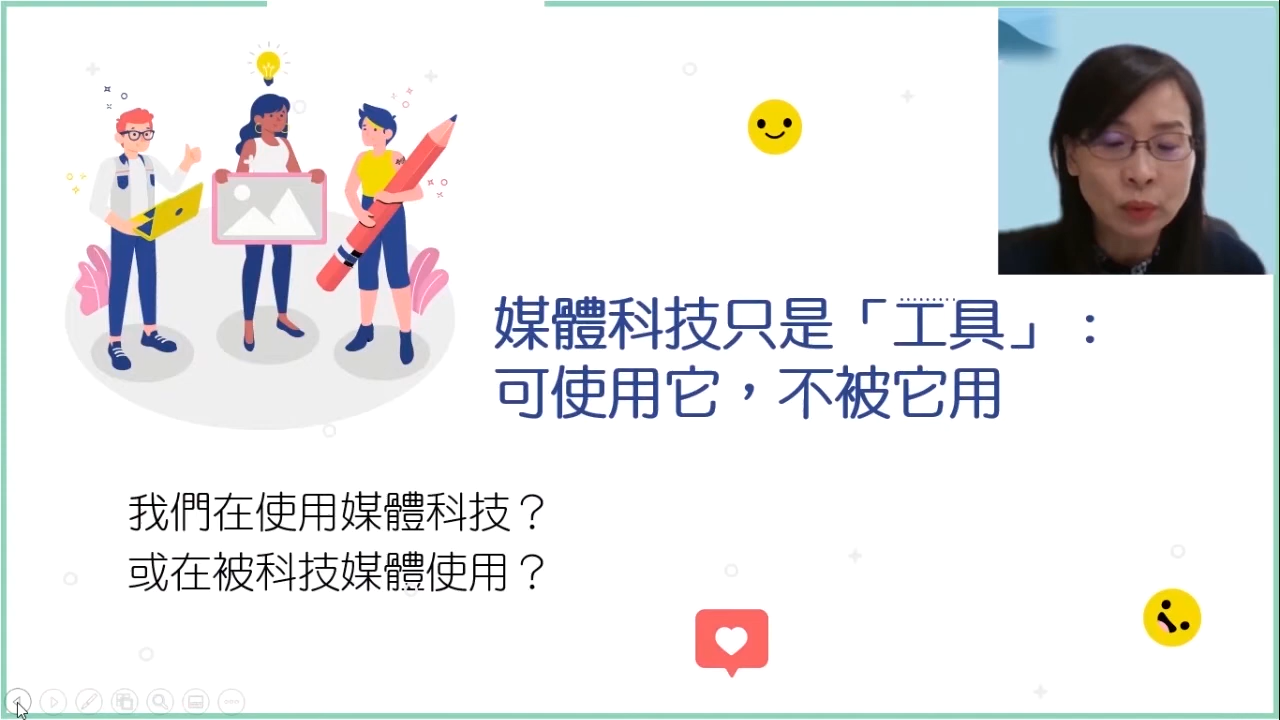 媒體科技只是「工具」：
可使用它，不被它用
我們在使用媒體科技？
或在被科技媒體使用？